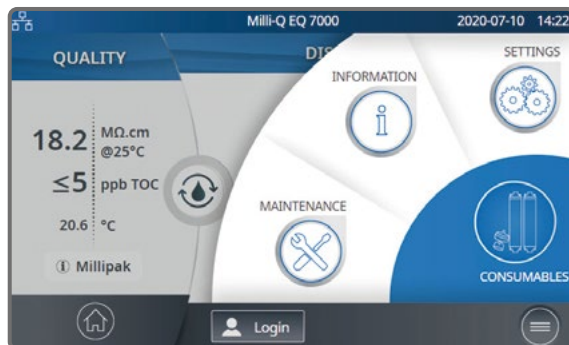 Milli-Q EQ 7000
2020-07-10 14:22
QUALITY
DIS
18.2 MΩ.cm
@25°C
≤5 ppb TOC
20.6 °C
i Millipak
INFORMATION
i
SETTINGS
MAINTENANCE
CONSUMABLES
Login